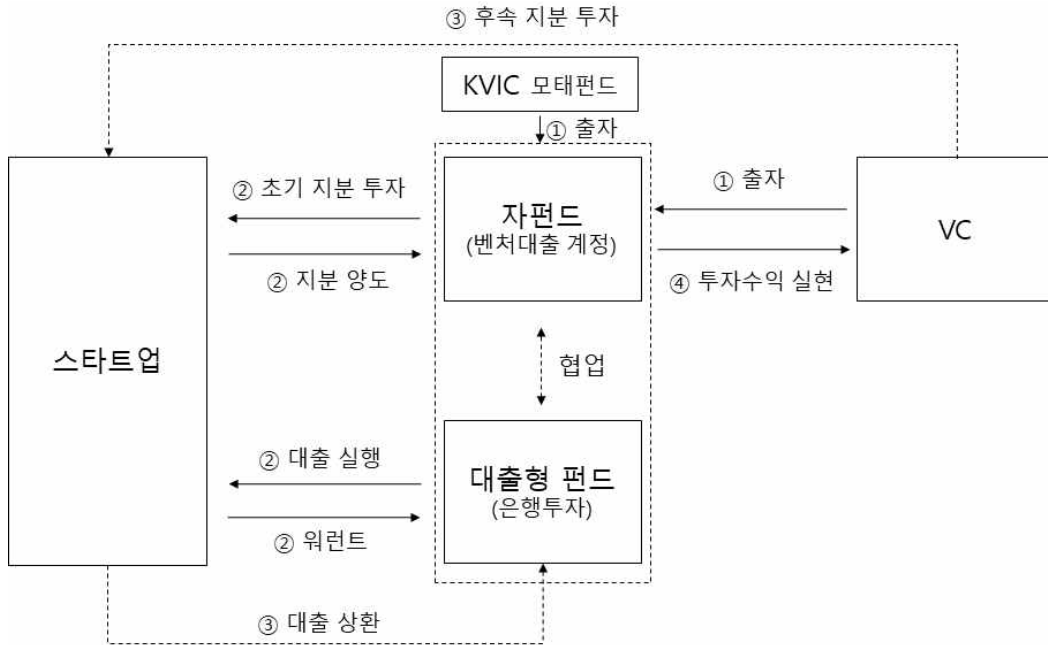 ③ 후속 지분 투자
KVIC 모태펀드
① 출자
② 초기 지분 투자
자펀드
(벤처대출 계정)
① 출자
VC
② 지분 양도
④ 투자수익 실현
스타트업
협업
② 대출 실행
대출형 펀드
(은행투자)
② 워런트
③ 대출 상환